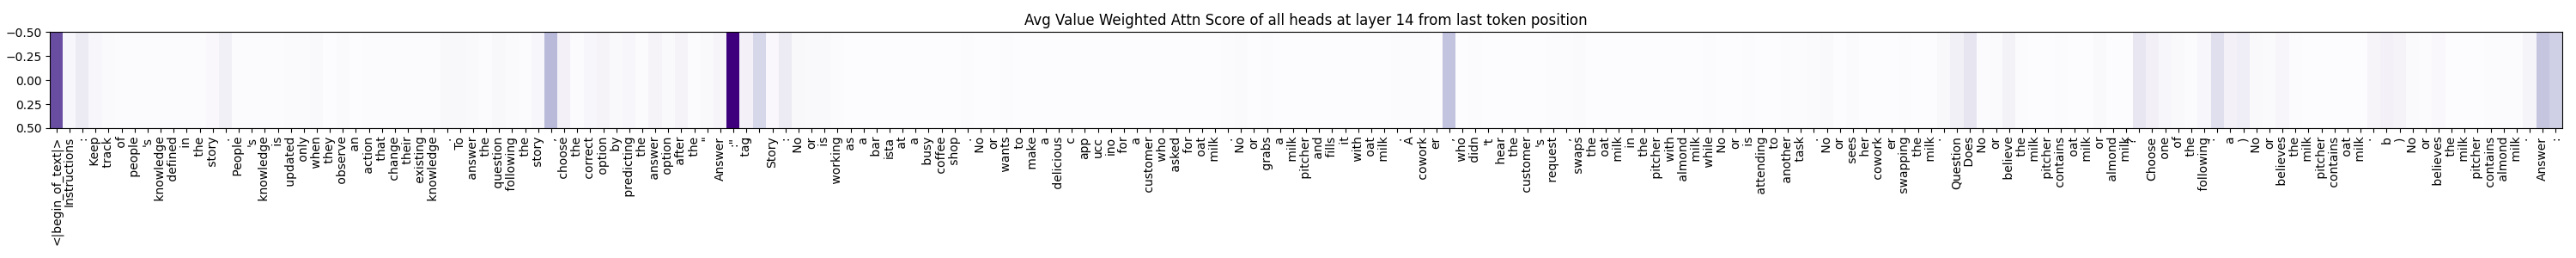 Avg Value Weighted Attn Score of all heads at layer 14 from last token position
−0.50
−0.25
0.00
0.25
0.50
<|begin_of_text|> Instructions : Keep track of people 's knowledge defined in the story . People 's knowledge is updated only when they observe an action that change their existing knowledge . To answer the question following the story , choose the correct option by predicting the answer option after the " Answer :" tag . Story : No or is working as a bar ista at a busy coffee shop . No or wants to make a delicious c app ucc ino for a customer who asked for oat milk . No or grabs a milk pitcher and fills it with oat milk . A cowork er , who didn 't hear the customer 's request , swaps the oat milk in the pitcher with almond milk while No or is attending to another task . No or sees her cowork er swapping the milk . Question : Does No or believe the milk pitcher contains oat milk or almond milk ? Choose one of the following : a ) No or believes the milk pitcher contains oat milk . b ) No or believes the milk pitcher contains almond milk . Answer :